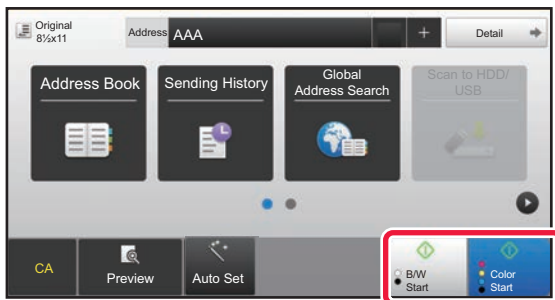 Original
8½x11
Address
AAA
+
Detail
Address Book
Sending History
Global
Address Search
Scan to HDD/
USB
CA
Preview
Auto Set
B/W
Start
Color
Start